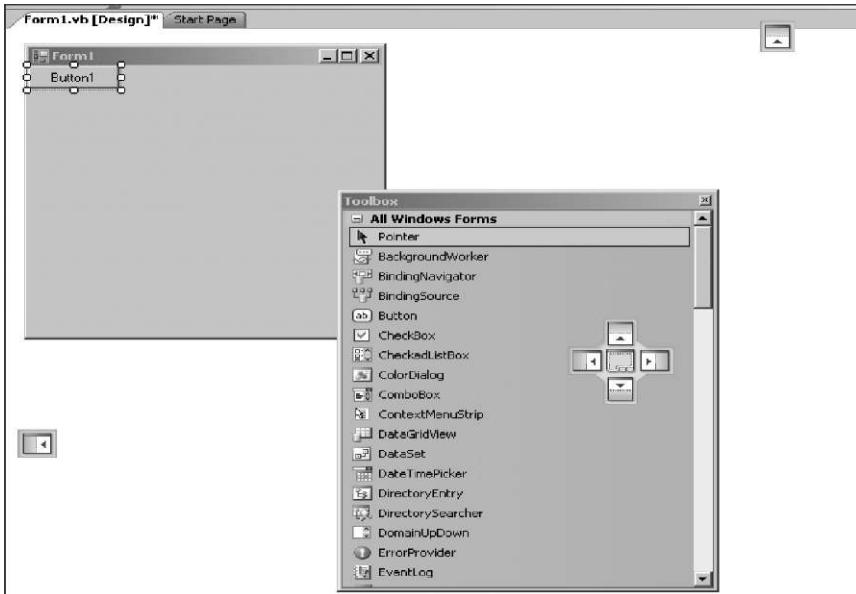 Form1.vb [Design]* Start Page
Form1
Button1
Toolbox
All Windows Forms
Pointer
BackgroundWorker
BindingNavigator
BindingSource
ab Button
CheckBox
CheckedListBox
ColorDialog
ComboBox
ContextMenuStrip
DataGridView
DataSet
DateTimePicker
DirectoryEntry
DirectorySearcher
DomainUpDown
ErrorProvider
EventLog